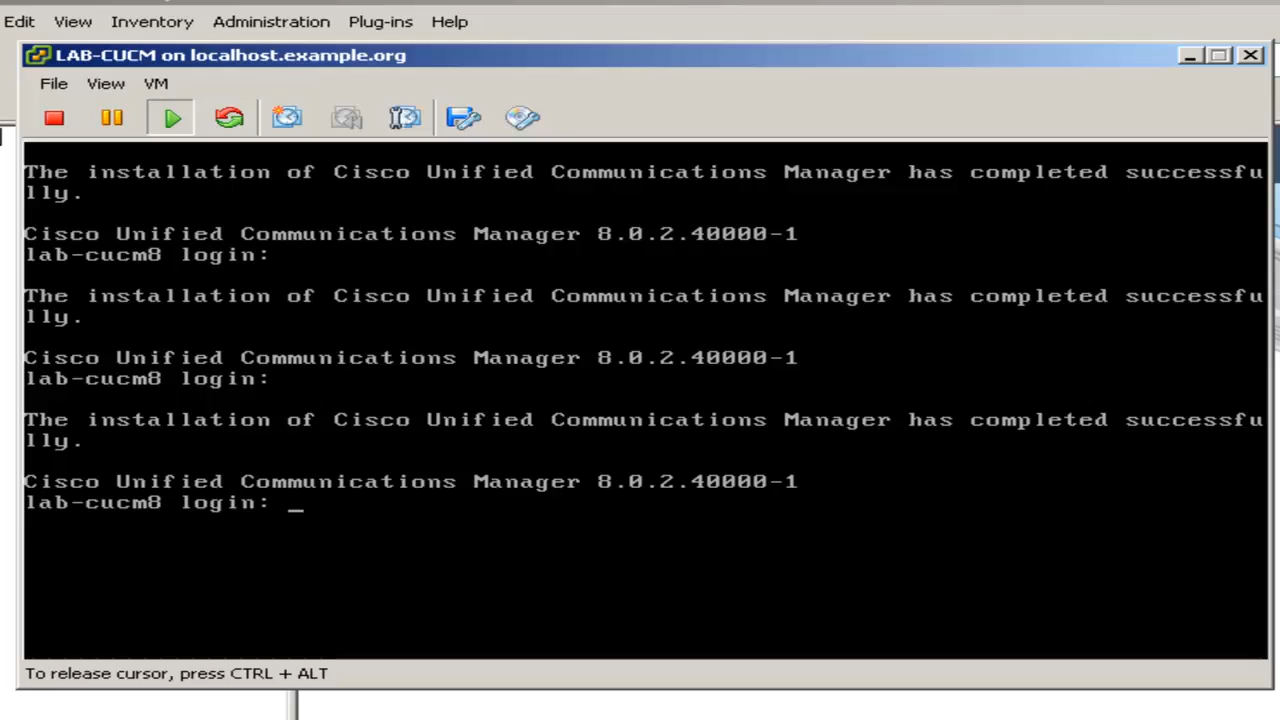 Edit View Inventory Administration Plug-ins Help
LAB-CUCM on localhost.example.org
File View VM
The installation of Cisco Unified Communications Manager has completed successfu
lly.
Cisco Unified Communications Manager 8.0.2.40000-1
lab-cucm8 login:
The installation of Cisco Unified Communications Manager has completed successfu
lly.
Cisco Unified Communications Manager 8.0.2.40000-1
lab-cucm8 login:
The installation of Cisco Unified Communications Manager has completed successfu
lly.
Cisco Unified Communications Manager 8.0.2.40000-1
lab-cucm8 login: _
To release cursor, press CTRL + ALT